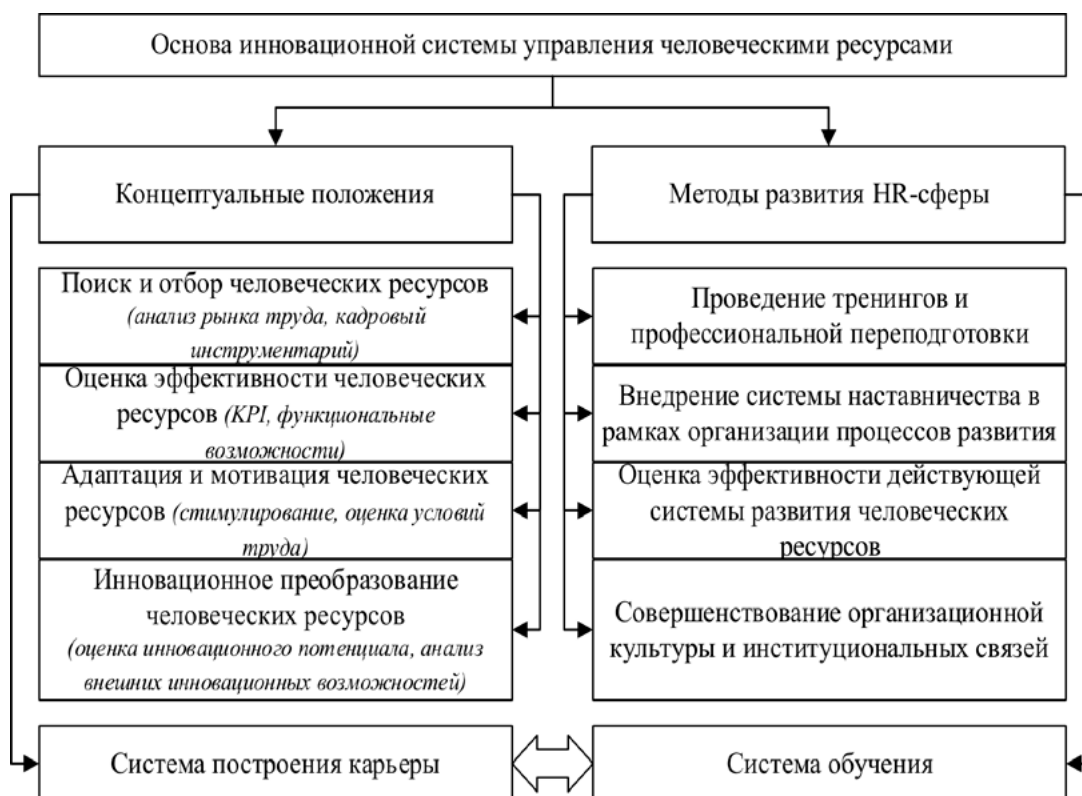 Основа инновационной системы управления человеческими ресурсами
Концептуальные положения
Методы развития HR-сферы
Поиск и отбор человеческих ресурсов
(анализ рынка труда, кадровый
инструментарий)
Оценка эффективности человеческих
ресурсов (KPI, функциональные
возможности)
Адаптация и мотивация человеческих
ресурсов (стимулирование, оценка условий
труда)
Инновационное преобразование
человеческих ресурсов
(оценка инновационного потенциала, анализ
внешних инновационных возможностей)
Проведение тренингов и
профессиональной переподготовки
Внедрение системы наставничества в
рамках организации процессов развития
Оценка эффективности действующей
системы развития человеческих
ресурсов
Совершенствование организационной
культуры и институциональных связей
Система построения карьеры
Система обучения